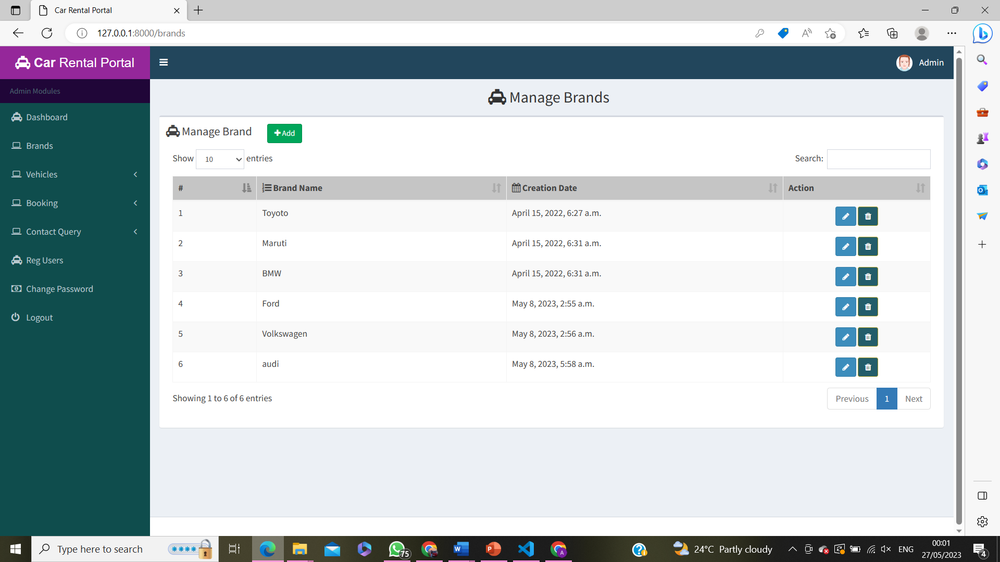 Car Rental Portal
127.0.0.1:8000/brands
Car Rental Portal
Admin
Admin Modules
Dashboard
Brands
Vehicles
Booking
Contact Query
Reg Users
Change Password
Logout
Manage Brands
Manage Brand
Add
Show 10 entries
Search:
# Brand Name Creation Date Action
1 Toyoto April 15, 2022, 6:27 a.m.
2 Maruti April 15, 2022, 6:31 a.m.
3 BMW April 15, 2022, 6:31 a.m.
4 Ford May 8, 2023, 2:55 a.m.
5 Volkswagen May 8, 2023, 2:56 a.m.
6 audi May 8, 2023, 5:58 a.m.
Showing 1 to 6 of 6 entries
Previous 1 Next
Type here to search
75
24°C Partly cloudy
ENG
00:01
27/05/2023
4